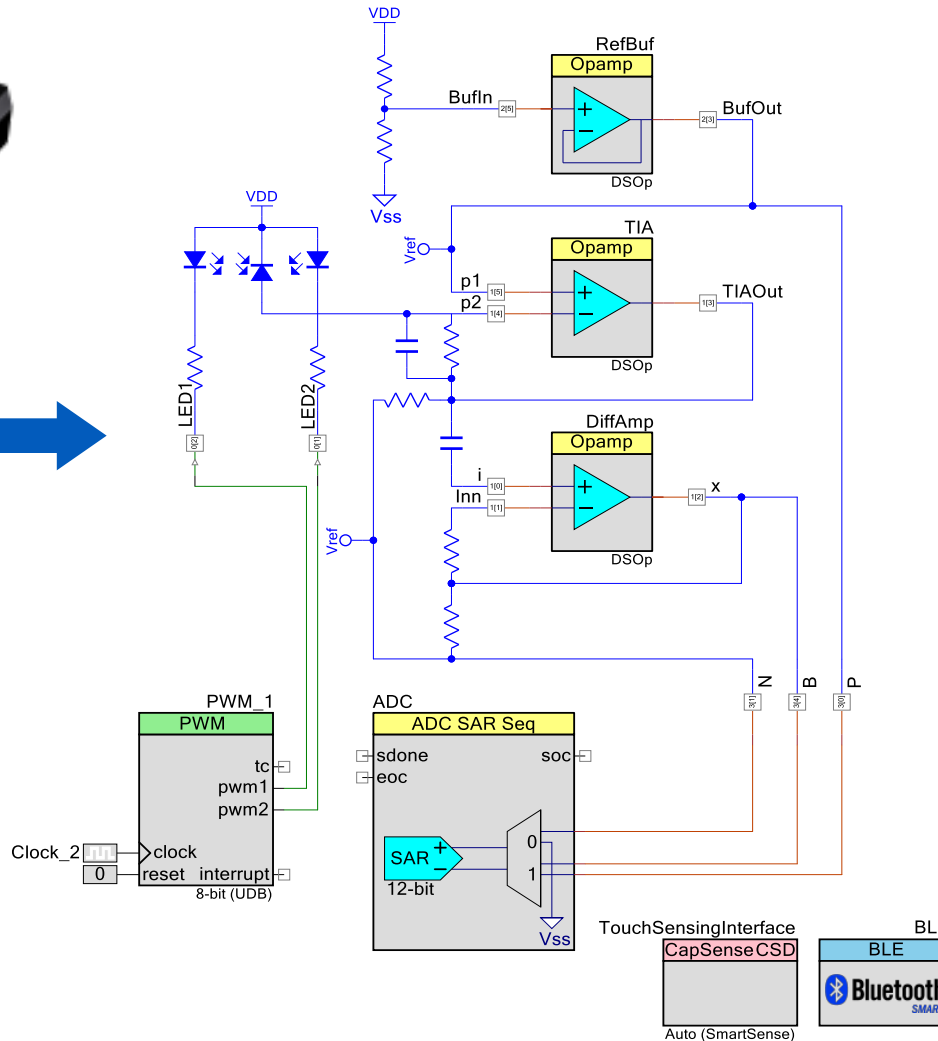 VDD
RefBuf
Opamp
BufIn
2[5]
+
−
2[3]
BufOut
DSOp
Vss
VDD
Vref
TIA
Opamp
p1
1[5]
p2
1[4]
+
−
1[3]
TIAOut
DSOp
LED1
0[2]
LED2
0[1]
DiffAmp
Opamp
i
1[0]
Inn
1[1]
+
−
1[2]
x
DSOp
Vref
N
3[1]
B
3[4]
P
3[0]
PWM_1
PWM
tc
pwm1
pwm2
Clock_2
clock
0
reset
interrupt
8-bit (UDB)
ADC
ADC SAR Seq
sdone
soc
eoc
SAR
+
−
12-bit
0
1
Vss
TouchSensingInterface
CapSense CSD
Auto (SmartSense)
BL
BLE
Bluetooth
SMAR